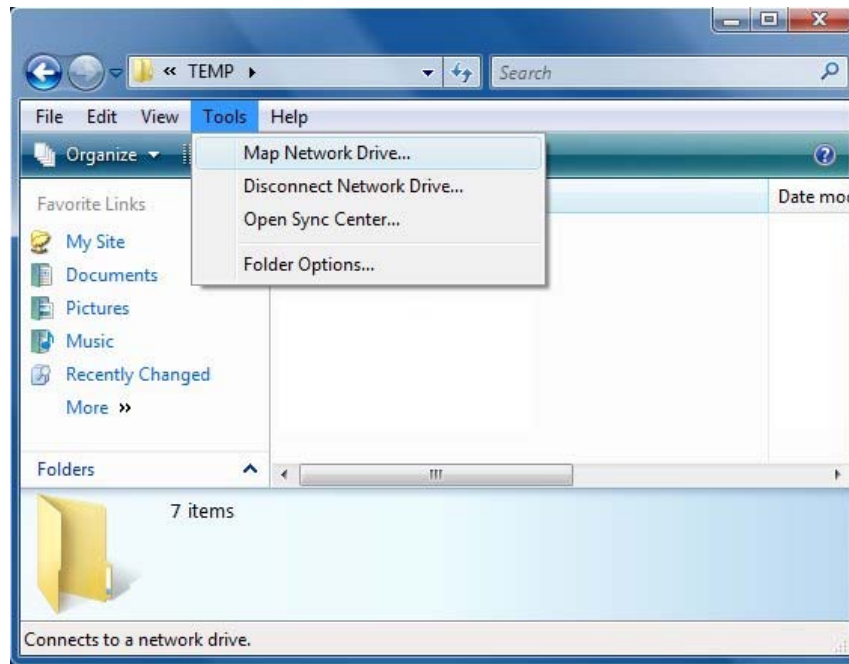 « TEMP ▸
Search
File Edit View Tools Help
Organize
Map Network Drive...
Disconnect Network Drive...
Open Sync Center...
Folder Options...
Date mo
Favorite Links
My Site
Documents
Pictures
Music
Recently Changed
More »
Folders
7 items
Connects to a network drive.